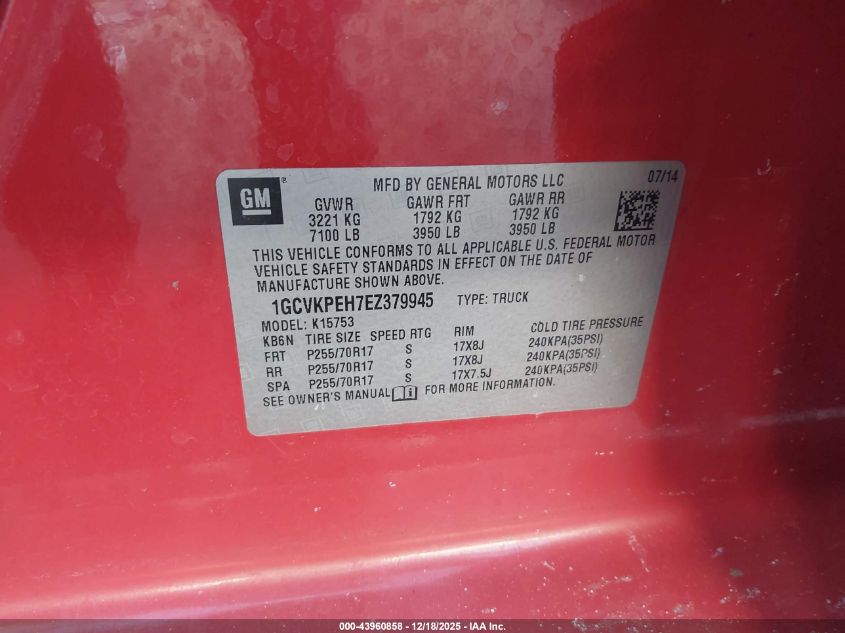 GM ®
MFD BY GENERAL MOTORS LLC 07/14
GVWR GAWR FRT GAWR RR
3221 KG 1792 KG 1792 KG
7100 LB 3950 LB 3950 LB
THIS VEHICLE CONFORMS TO ALL APPLICABLE U.S. FEDERAL MOTOR
VEHICLE SAFETY STANDARDS IN EFFECT ON THE DATE OF
MANUFACTURE SHOWN ABOVE.
1GCVKPEH7EZ379945 TYPE: TRUCK
MODEL: K15753
KB6N TIRE SIZE SPEED RTG RIM COLD TIRE PRESSURE
FRT P255/70R17 S 17X8J 240KPA(35PSI)
RR P255/70R17 S 17X8J 240KPA(35PSI)
SPA P255/70R17 S 17X7.5J 240KPA(35PSI)
SEE OWNER'S MANUAL i FOR MORE INFORMATION.
000-43960858 - 12/18/2025 - IAA Inc.